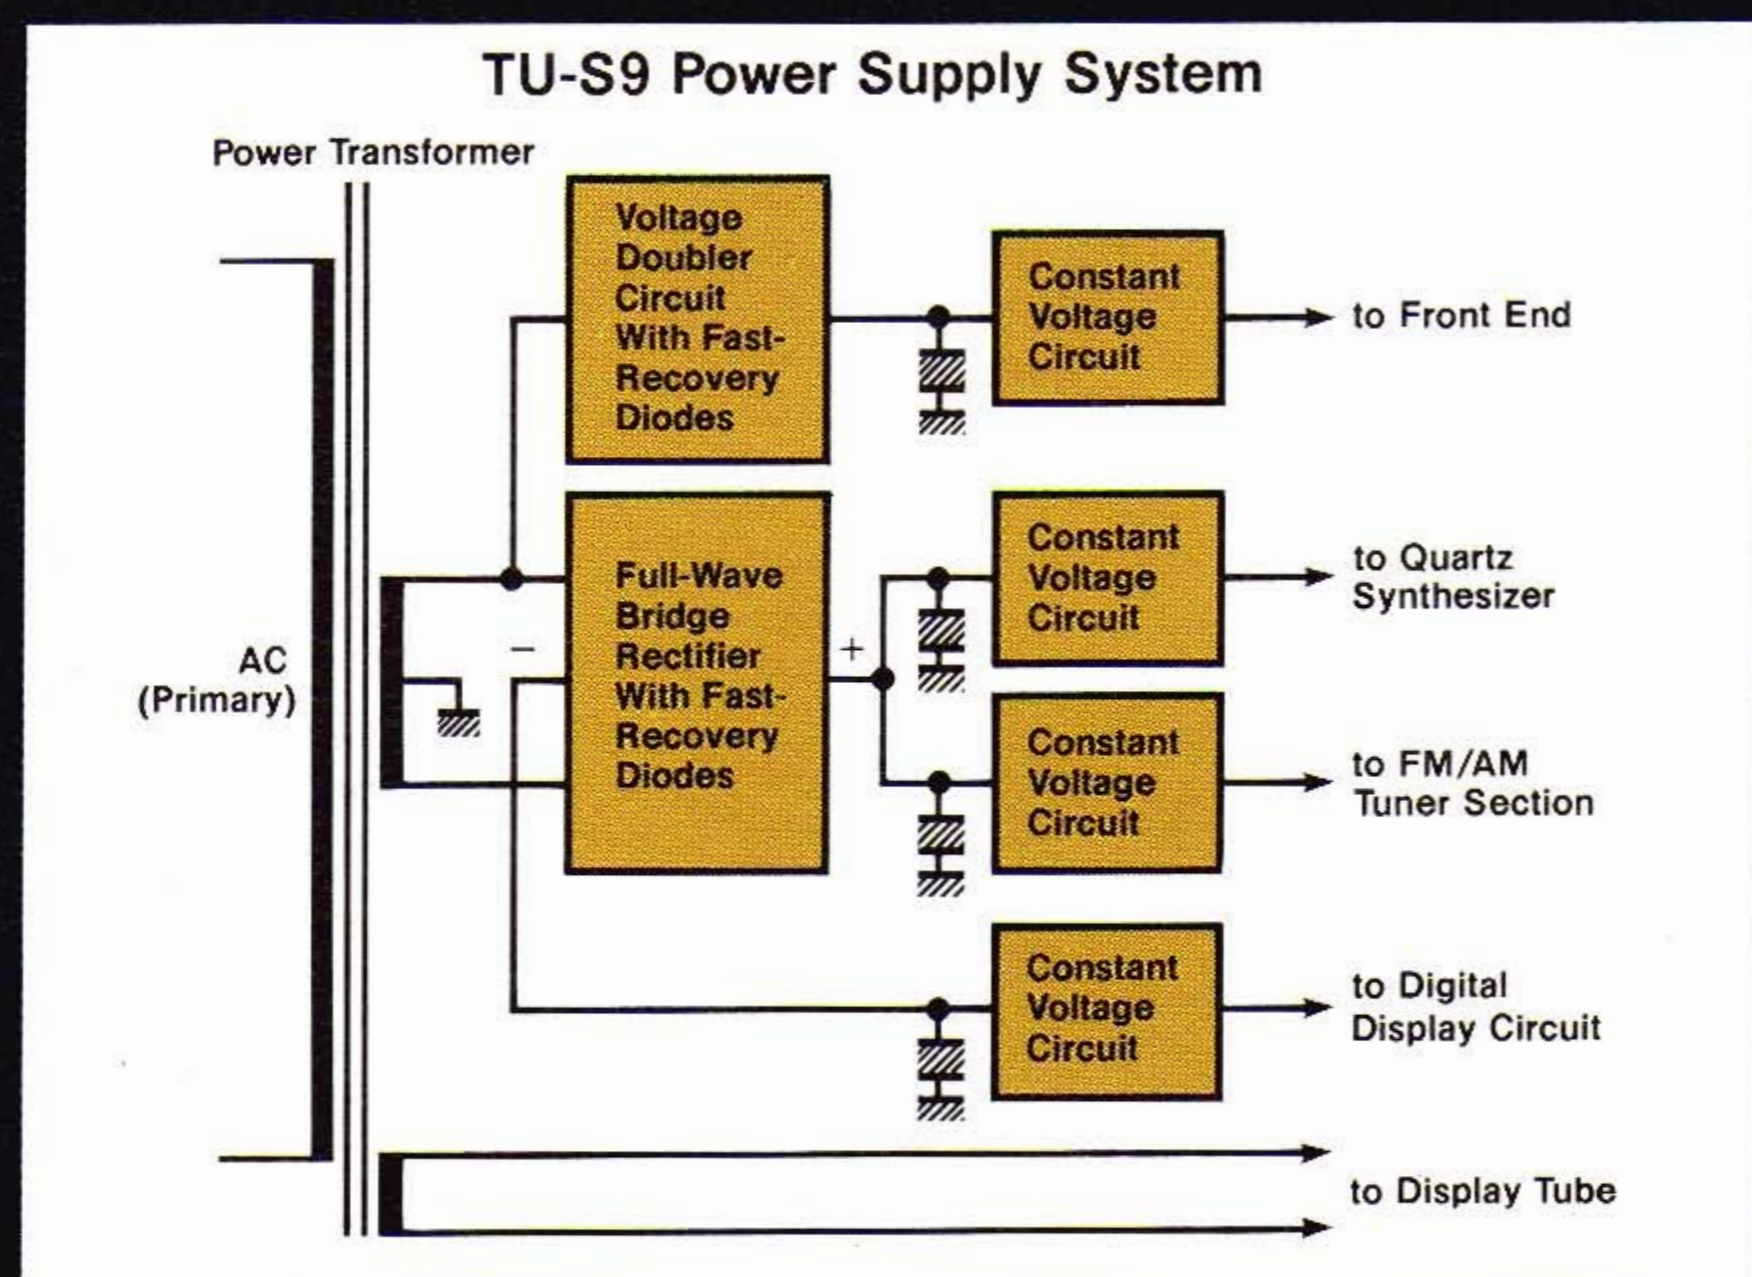 TU-S9 Power Supply System
Power Transformer
Voltage
Doubler
Circuit
With Fast-
Recovery
Diodes
Constant
Voltage
Circuit
to Front End
Full-Wave
Bridge
Rectifier
With Fast-
Recovery
Diodes
–
+
Constant
Voltage
Circuit
to Quartz
Synthesizer
AC
(Primary)
Constant
Voltage
Circuit
to FM/AM
Tuner Section
Constant
Voltage
Circuit
to Digital
Display Circuit
to Display Tube